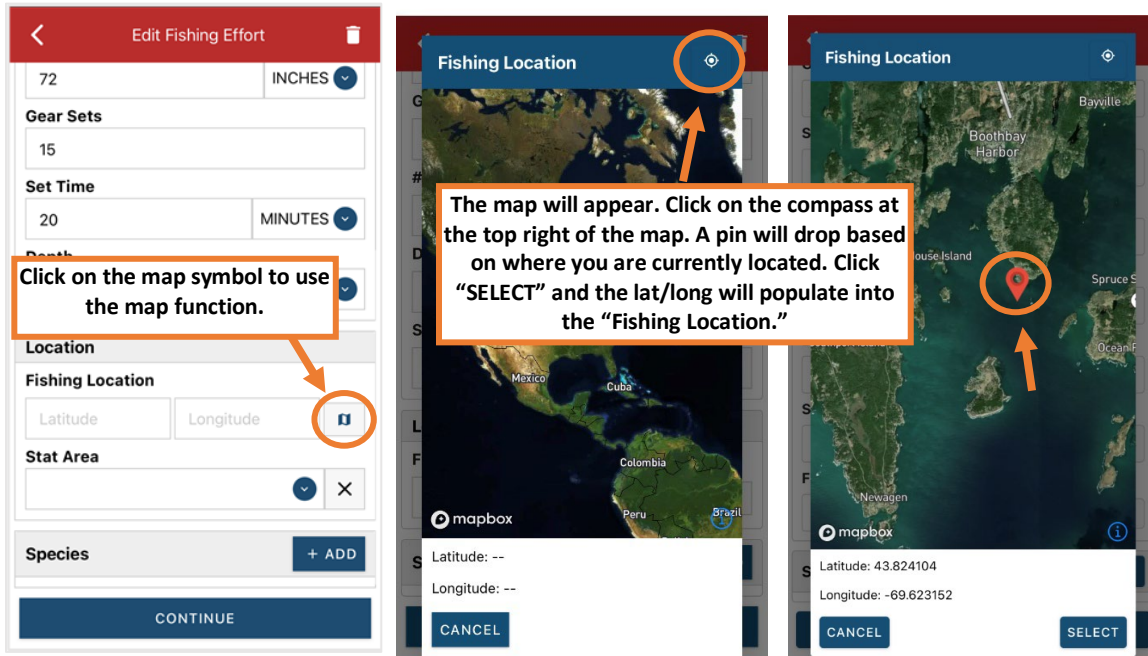 Edit Fishing Effort
72
INCHES
Gear Sets
15
Set Time
20
MINUTES
Depth
Click on the map symbol to use
the map function.
Location
Fishing Location
Latitude
Longitude
Stat Area
Species
+ ADD
CONTINUE
Fishing Location
The map will appear. Click on the compass at
the top right of the map. A pin will drop based
on where you are currently located. Click
“SELECT” and the lat/long will populate into
the “Fishing Location.”
Mexico
Cuba
Colombia
Peru
Brazil
mapbox
Latitude: --
Longitude: --
CANCEL
Fishing Location
Bayville
Boothbay
Harbor
ouse Island
Spruce S
Ocean P
Newagen
mapbox
Latitude: 43.824104
Longitude: -69.623152
CANCEL
SELECT